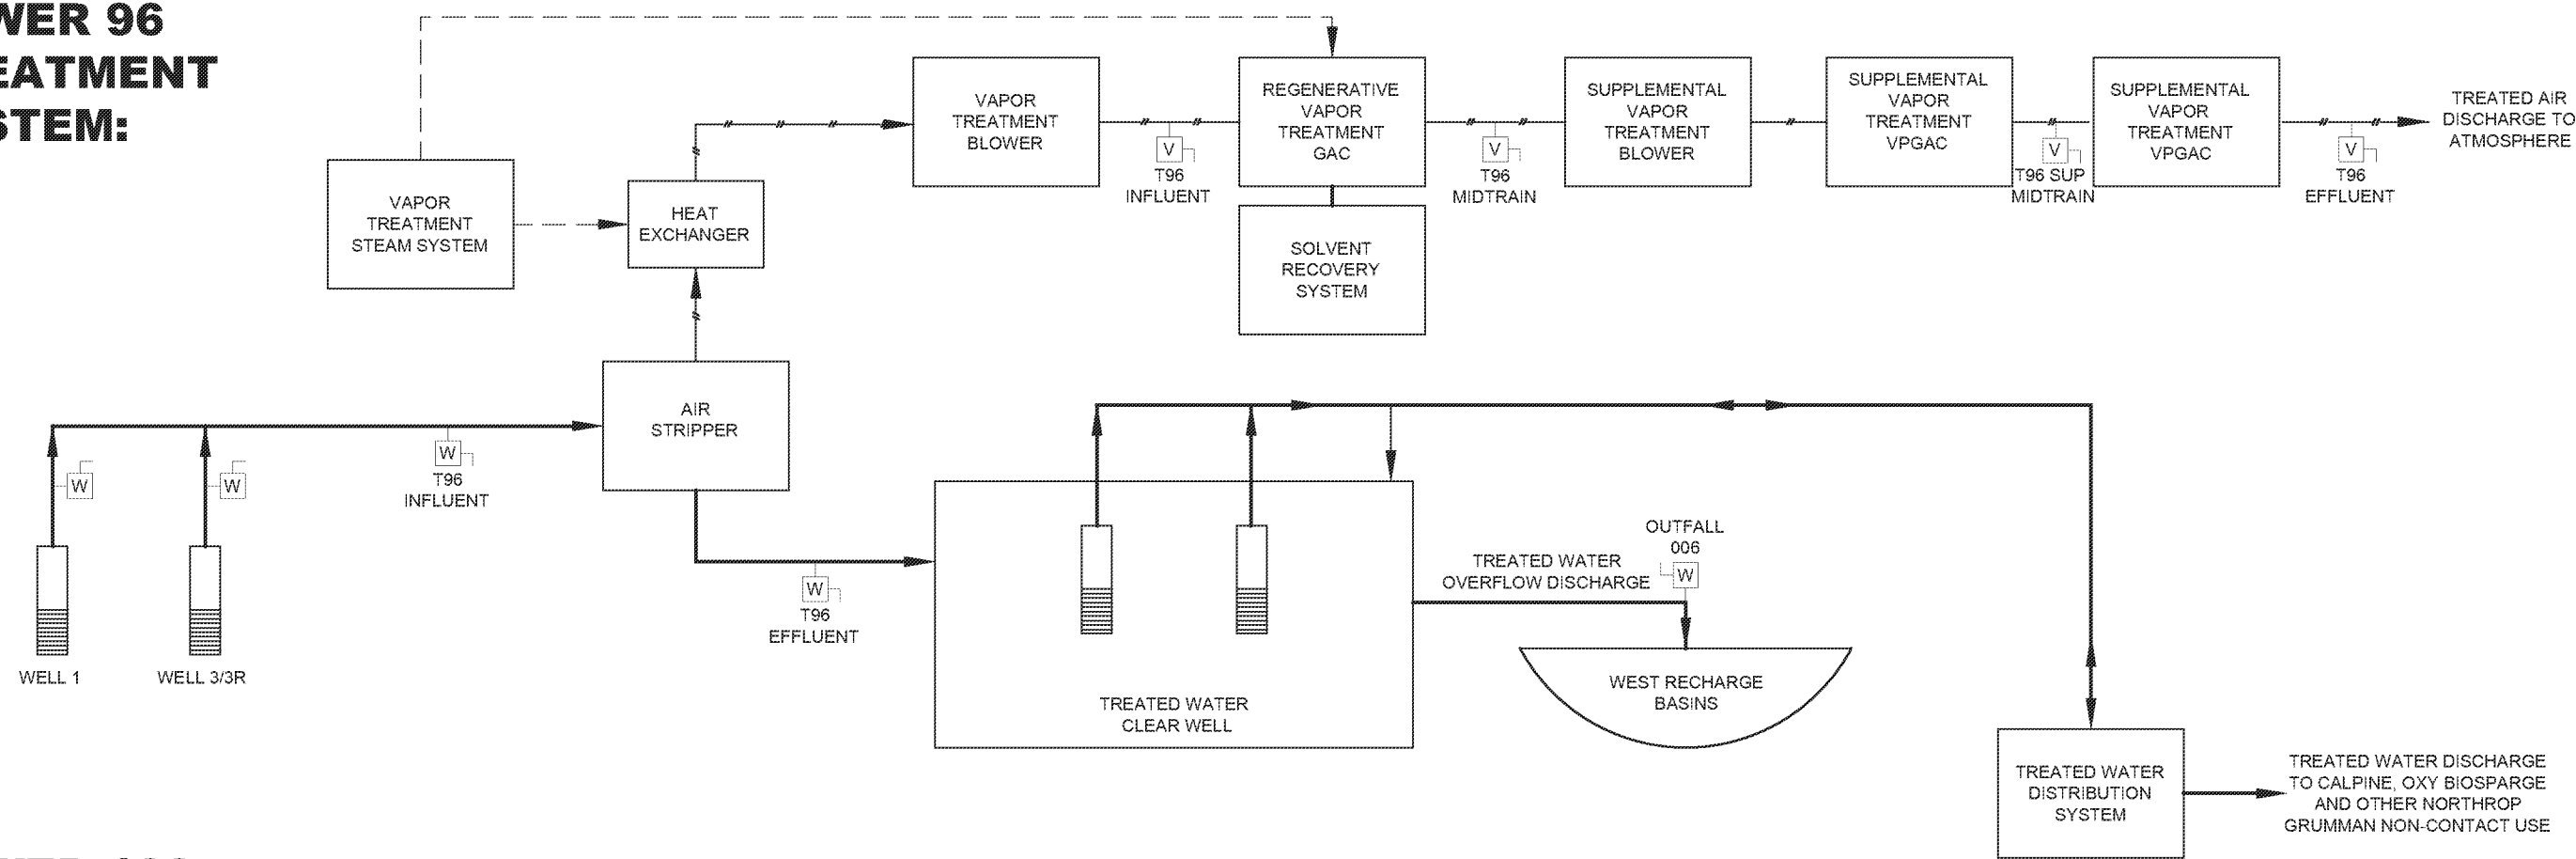 WER 96
EATMENT
STEM:
VAPOR
TREATMENT
STEAM SYSTEM
HEAT
EXCHANGER
VAPOR
TREATMENT
BLOWER
V
T96
INFLUENT
REGENERATIVE
VAPOR
TREATMENT
GAC
SOLVENT
RECOVERY
SYSTEM
V
T96
MIDTRAIN
SUPPLEMENTAL
VAPOR
TREATMENT
BLOWER
SUPPLEMENTAL
VAPOR
TREATMENT
VPGAC
V
T96 SUP
MIDTRAIN
SUPPLEMENTAL
VAPOR
TREATMENT
VPGAC
V
T96
EFFLUENT
TREATED AIR
DISCHARGE TO
ATMOSPHERE
W
WELL 1
W
WELL 3/3R
W
T96
INFLUENT
AIR
STRIPPER
W
T96
EFFLUENT
TREATED WATER
CLEAR WELL
TREATED WATER
OVERFLOW DISCHARGE
OUTFALL
006
W
WEST RECHARGE
BASINS
TREATED WATER
DISTRIBUTION
SYSTEM
TREATED WATER DISCHARGE
TO CALPINE, OXY BIOSPARGE
AND OTHER NORTHROP
GRUMMAN NON-CONTACT USE